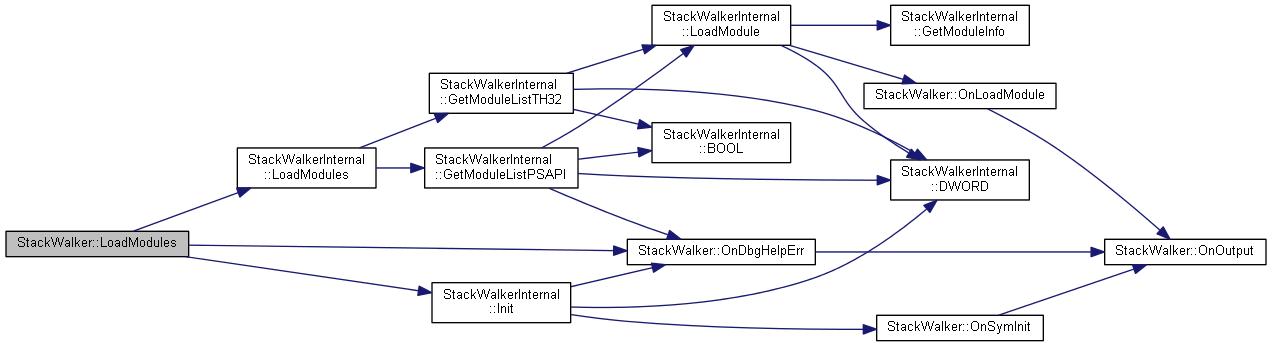 StackWalker::LoadModules
StackWalkerInternal
::LoadModules
StackWalkerInternal
::GetModuleListTH32
StackWalkerInternal
::GetModuleListPSAPI
StackWalkerInternal
::Init
StackWalkerInternal
::LoadModule
StackWalkerInternal
::BOOL
StackWalker::OnDbgHelpErr
StackWalkerInternal
::GetModuleInfo
StackWalker::OnLoadModule
StackWalkerInternal
::DWORD
StackWalker::OnSymInit
StackWalker::OnOutput